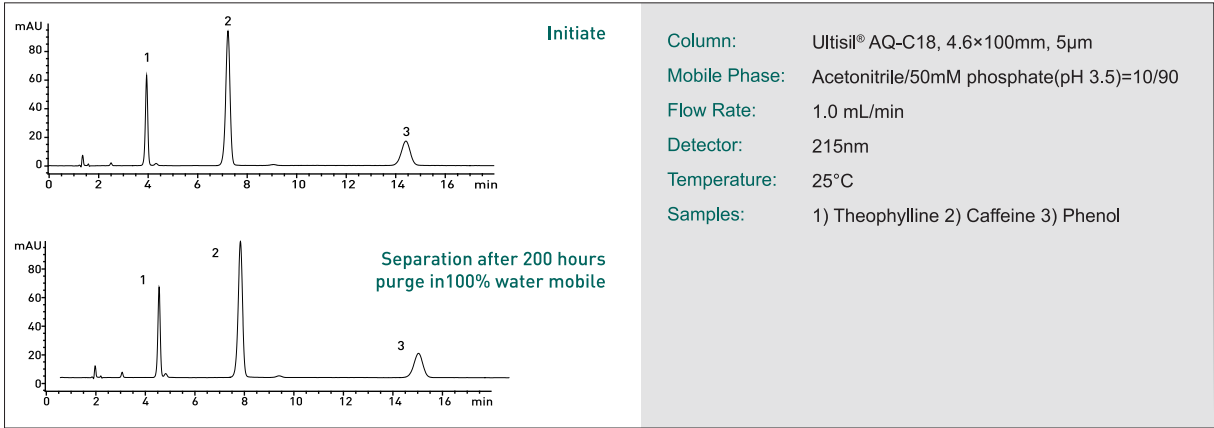 mAU
80
60
40
20
0
1
2
3
0 2 4 6 8 10 12 14 16 min
Initiate
mAU
80
60
40
20
0
1
2
3
0 2 4 6 8 10 12 14 16 min
Separation after 200 hours
purge in100% water mobile
Column: Ultisil® AQ-C18, 4.6×100mm, 5μm
Mobile Phase: Acetonitrile/50mM phosphate(pH 3.5)=10/90
Flow Rate: 1.0 mL/min
Detector: 215nm
Temperature: 25°C
Samples: 1) Theophylline 2) Caffeine 3) Phenol